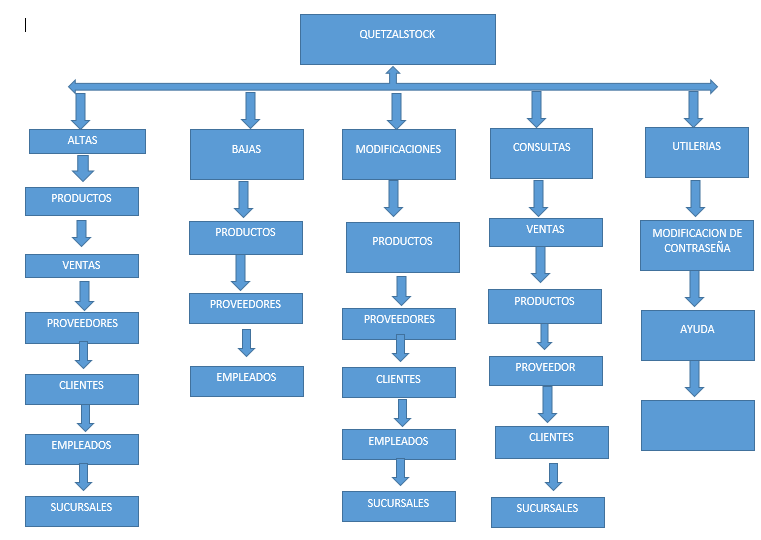 QUETZALSTOCK
ALTAS
PRODUCTOS
VENTAS
PROVEEDORES
CLIENTES
EMPLEADOS
SUCURSALES
BAJAS
PRODUCTOS
PROVEEDORES
EMPLEADOS
MODIFICACIONES
PRODUCTOS
PROVEEDORES
CLIENTES
EMPLEADOS
SUCURSALES
CONSULTAS
VENTAS
PRODUCTOS
PROVEEDOR
CLIENTES
SUCURSALES
UTILERIAS
MODIFICACION DE
CONTRASEÑA
AYUDA